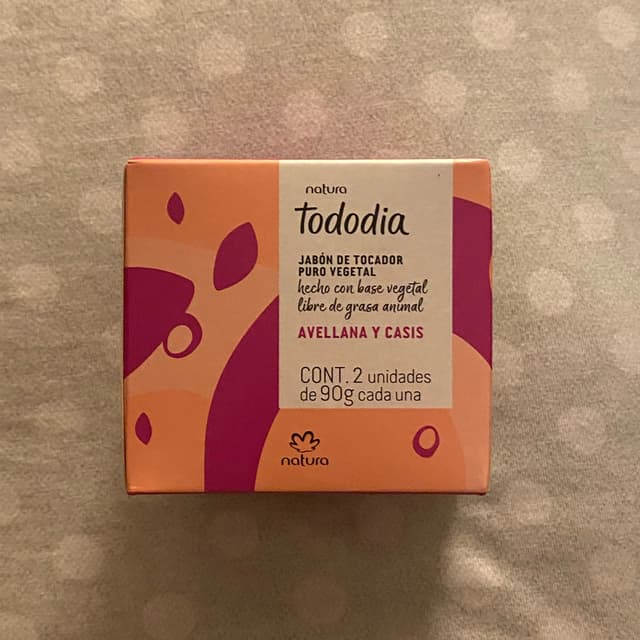 natura
tododia
JABÓN DE TOCADOR
PURO VEGETAL
hecho con base vegetal
libre de grasa animal
AVELLANA Y CASIS
CONT. 2 unidades
de 90g cada una
natura